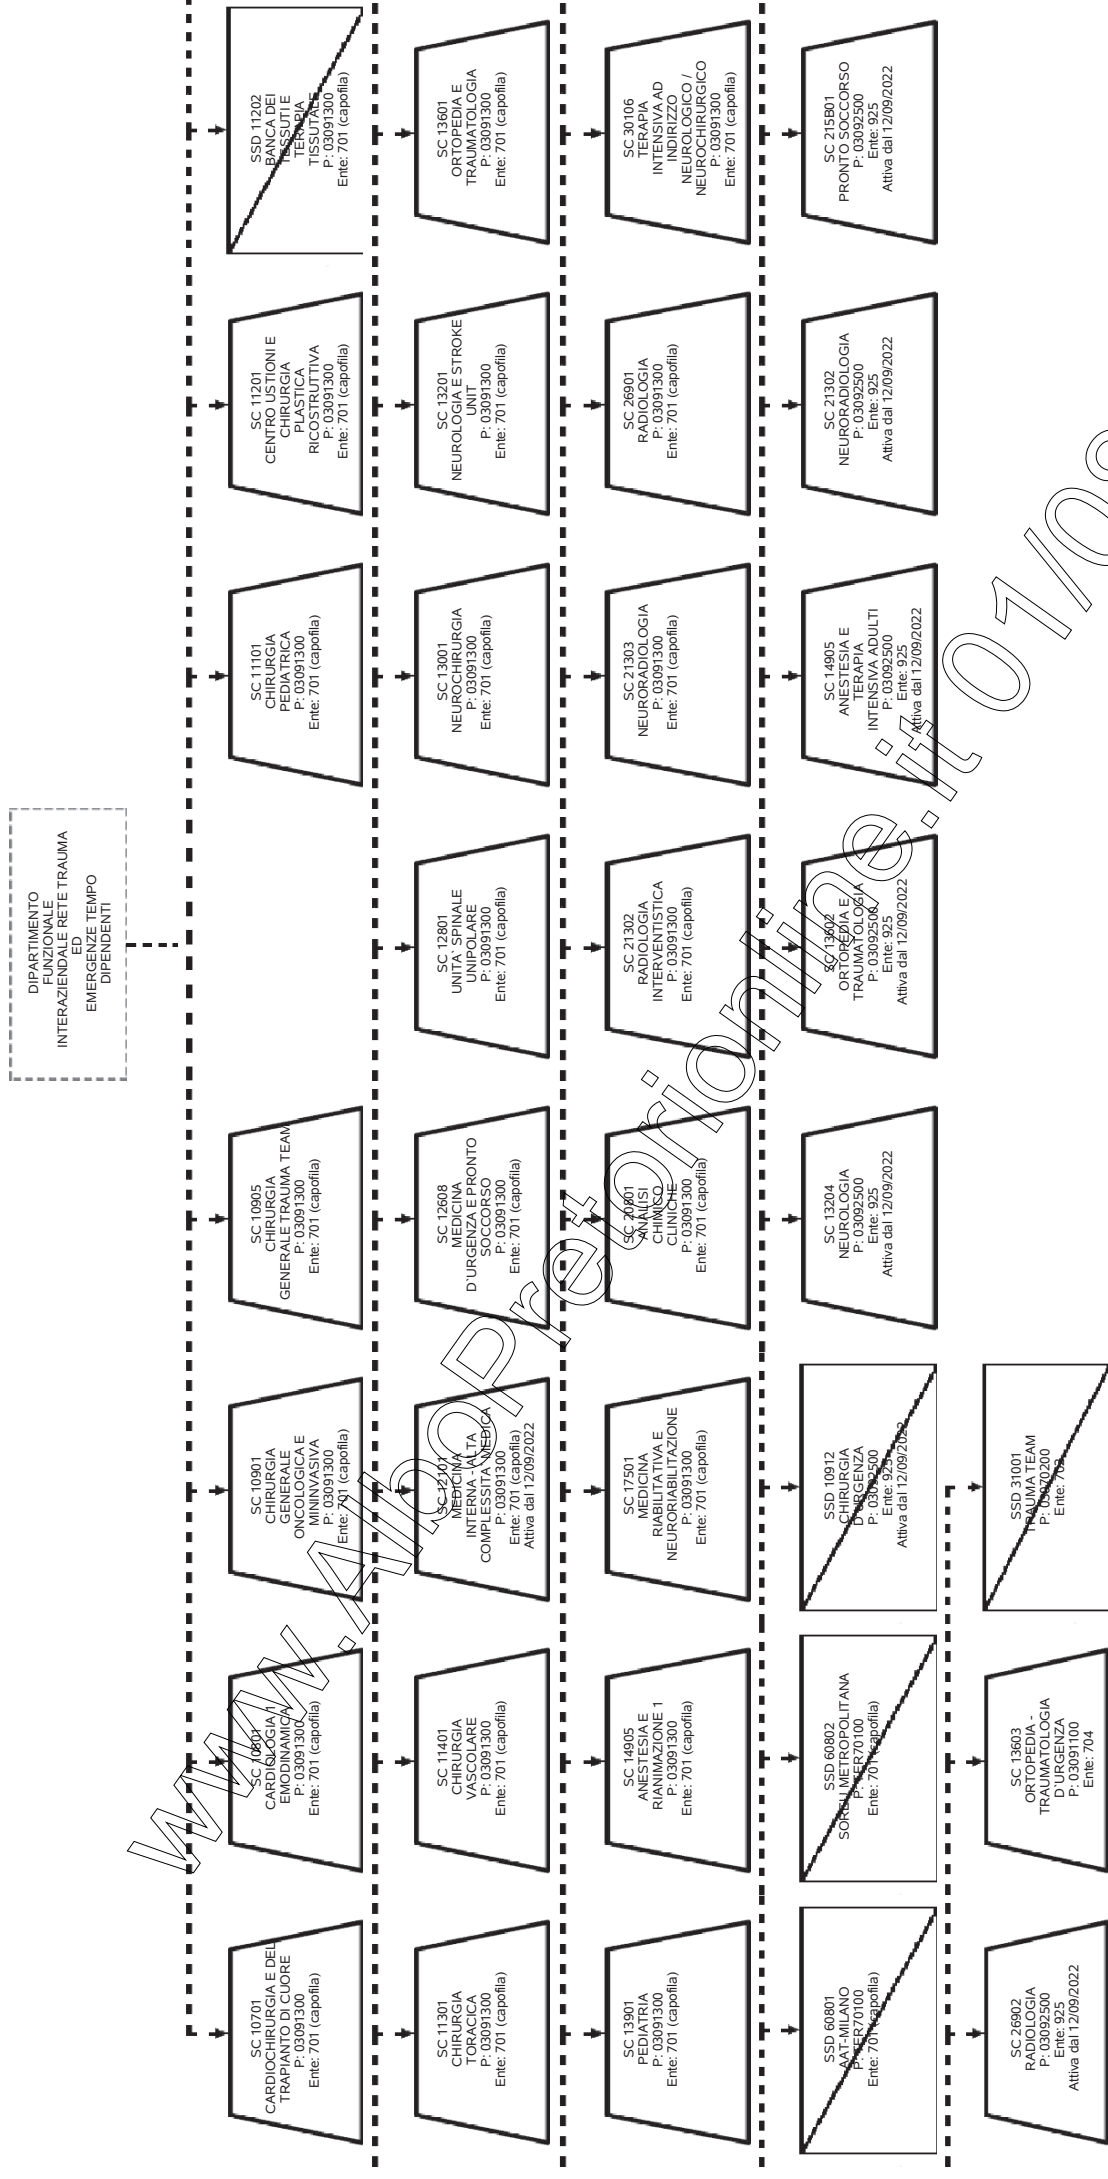 DIPARTIMENTO
FUNZIONALE
INTERAZIENDALE RETE TRAUMA
ED
EMERGENZE TEMPO
DIPENDENTI
SC 10701
CARDIOCHIRURGIA E DEL
TRAPIANTO DI CUORE
P: 03091300
Ente: 701 (capofila)
SC 10801
CARDIOLOGIA 1
EMODINAMICA
P: 03091300
Ente: 701 (capofila)
SC 10901
CHIRURGIA
GENERALE
ONCOLOGICA E
MININVASIVA
P: 03091300
Ente: 701 (capofila)
SC 10905
CHIRURGIA
GENERALE TRAUMA TEAM
P: 03091300
Ente: 701 (capofila)
SC 11101
CHIRURGIA
PEDIATRICA
P: 03091300
Ente: 701 (capofila)
SC 11201
CENTRO USTIONI E
CHIRURGIA
PLASTICA
RICOSTRUTTIVA
P: 03091300
Ente: 701 (capofila)
SSD 11202
BANCA DEI
TESSUTI E
TERAPIA
TISSUTALE
P: 03091300
Ente: 701 (capofila)
SC 11301
CHIRURGIA
TORACICA
P: 03091300
Ente: 701 (capofila)
SC 11401
CHIRURGIA
VASCOLARE
P: 03091300
Ente: 701 (capofila)
SC 12101
MEDICINA
INTERNA - ALTA
COMPLESSITA` MEDICA
P: 03091300
Ente: 701 (capofila)
Attiva dal 12/09/2022
SC 12608
MEDICINA
D`URGENZA E PRONTO
SOCCORSO
P: 03091300
Ente: 701 (capofila)
SC 12801
UNITA` SPINALE
UNIPOLARE
P: 03091300
Ente: 701 (capofila)
SC 13001
NEUROCHIRURGIA
P: 03091300
Ente: 701 (capofila)
SC 13201
NEUROLOGIA E STROKE
UNIT
P: 03091300
Ente: 701 (capofila)
SC 13601
ORTOPEDIA E
TRAUMATOLOGIA
P: 03091300
Ente: 701 (capofila)
SC 13901
PEDIATRIA
P: 03091300
Ente: 701 (capofila)
SC 14905
ANESTESIA E
RIANIMAZIONE 1
P: 03091300
Ente: 701 (capofila)
SC 17501
MEDICINA
RIABILITATIVA E
NEURORIABILITAZIONE
P: 03091300
Ente: 701 (capofila)
SC 20801
ANALISI
CHIMICO
CLINICHE
P: 03091300
Ente: 701 (capofila)
SC 21302
RADIOLOGIA
INTERVENTISTICA
P: 03091300
Ente: 701 (capofila)
SC 21303
NEURORADIOLOGIA
P: 03091300
Ente: 701 (capofila)
SC 26901
RADIOLOGIA
P: 03091300
Ente: 701 (capofila)
SC 30106
TERAPIA
INTENSIVA AD
INDIRIZZO
NEUROLOGICO /
NEUROCHIRURGICO
P: 03091300
Ente: 701 (capofila)
SSD 60801
AAT-MILANO
P:
Ente: 701 (capofila)
SSD 60802
SOREU METROPOLITANA
P:
Ente: 701 (capofila)
SSD 10912
CHIRURGIA
D`URGENZA
P: 03092500
Ente: 925
Attiva dal 12/09/2022
SC 13204
NEUROLOGIA
P: 03092500
Ente: 925
Attiva dal 12/09/2022
SC 13602
ORTOPEDIA E
TRAUMATOLOGIA
P: 03092500
Ente: 925
Attiva dal 12/09/2022
SC 14905
ANESTESIA E
TERAPIA
INTENSIVA ADULTI
P: 03092500
Ente: 925
Attiva dal 12/09/2022
SC 21302
NEURORADIOLOGIA
P: 03092500
Ente: 925
Attiva dal 12/09/2022
SC 215B01
PRONTO SOCCORSO
P: 03092500
Ente: 925
Attiva dal 12/09/2022
SC 26902
RADIOLOGIA
P: 03092500
Ente: 925
Attiva dal 12/09/2022
SC 13603
ORTOPEDIA -
TRAUMATOLOGIA
D`URGENZA
P: 03091100
Ente: 704
SSD 31001
TRAUMA TEAM
P: 03070200
Ente:
www.AlboPretorionline.it 01/0